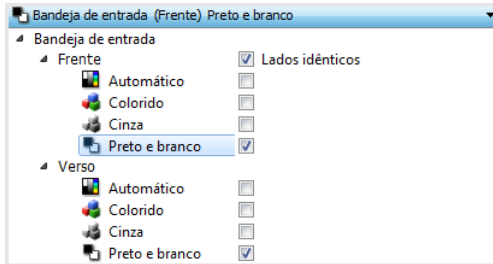 Bandeja de entrada (Frente) Preto e branco
Bandeja de entrada
Frente Lados idênticos
Automático
Colorido
Cinza
Preto e branco
Verso
Automático
Colorido
Cinza
Preto e branco